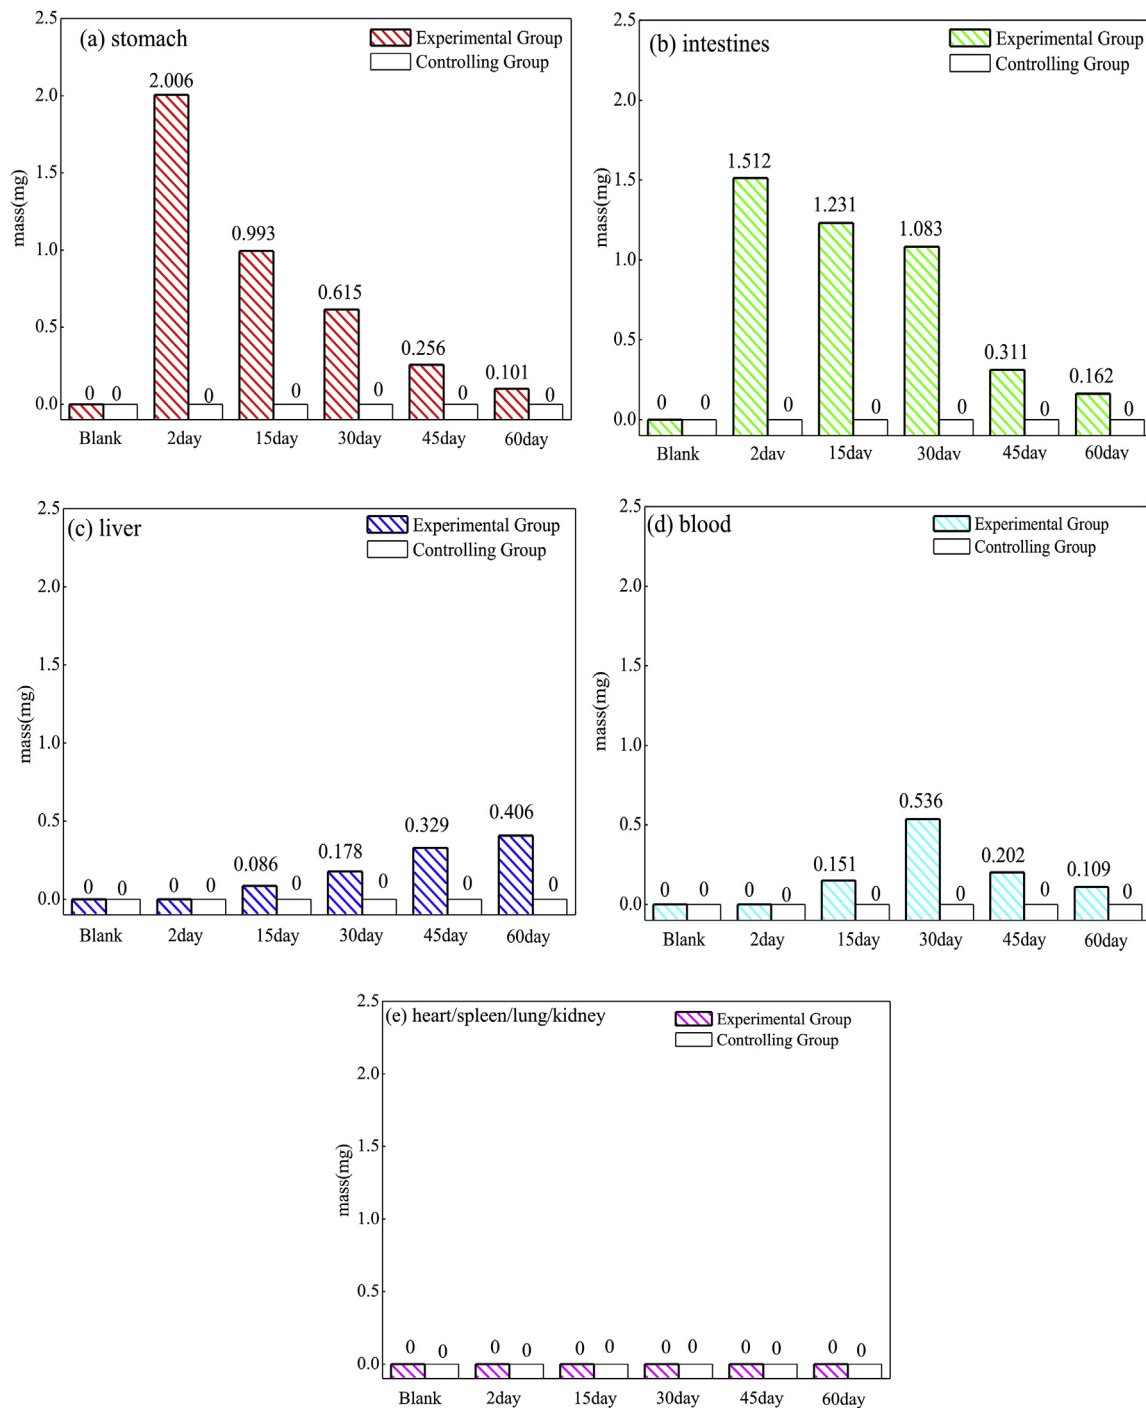 (a) stomach
Experimental Group
Controlling Group
mass(mg)
2.5
2.0
1.5
1.0
0.5
0.0
0 0 2.006 0 0.993 0 0.615 0 0.256 0 0.101 0
Blank 2day 15day 30day 45day 60day
(b) intestines
Experimental Group
Controlling Group
mass(mg)
2.5
2.0
1.5
1.0
0.5
0.0
0 0 1.512 0 1.231 0 1.083 0 0.311 0 0.162 0
Blank 2day 15day 30day 45day 60day
(c) liver
Experimental Group
Controlling Group
mass(mg)
2.5
2.0
1.5
1.0
0.5
0.0
0 0 0 0 0.086 0 0.178 0 0.329 0 0.406 0
Blank 2day 15day 30day 45day 60day
(d) blood
Experimental Group
Controlling Group
mass(mg)
2.5
2.0
1.5
1.0
0.5
0.0
0 0 0 0 0.151 0 0.536 0 0.202 0 0.109 0
Blank 2day 15day 30day 45day 60day
(e) heart/spleen/lung/kidney
Experimental Group
Controlling Group
mass(mg)
2.5
2.0
1.5
1.0
0.5
0.0
0 0 0 0 0 0 0 0 0 0 0 0
Blank 2day 15day 30day 45day 60day